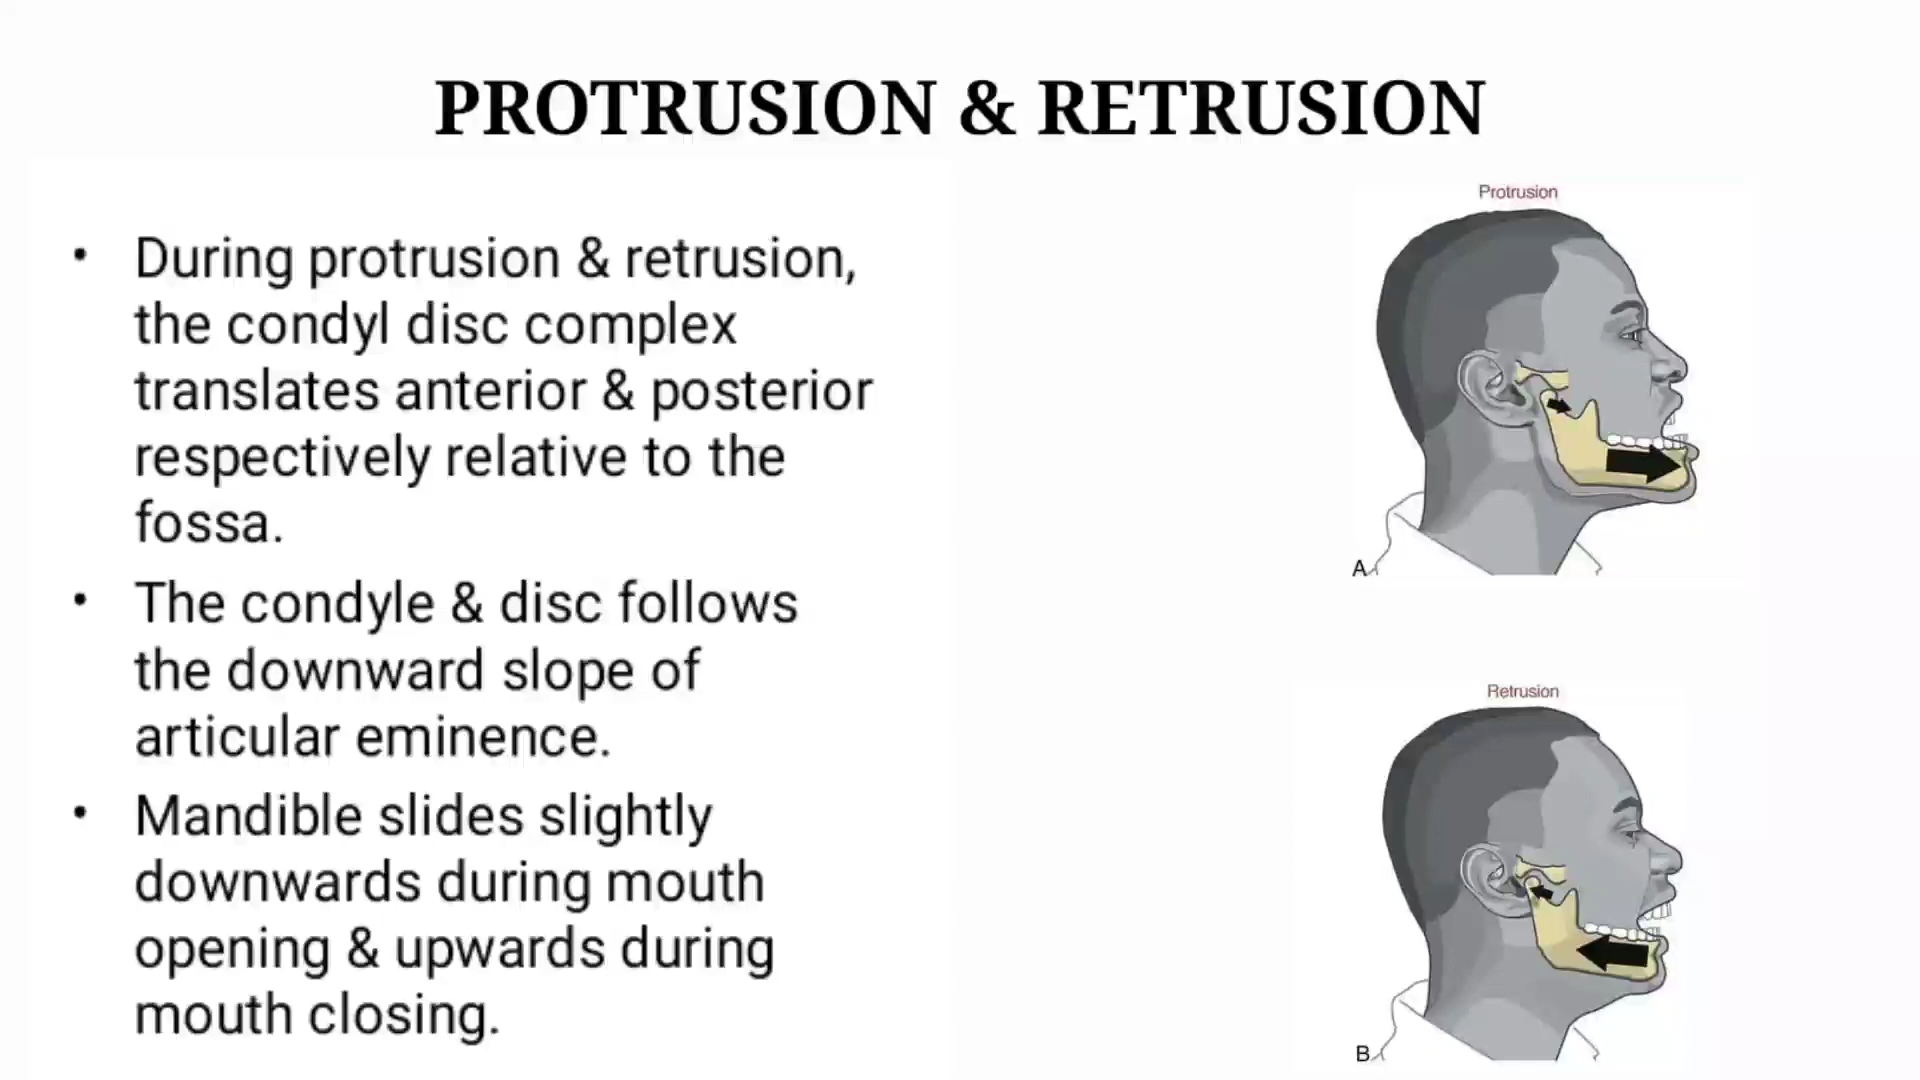 PROTRUSION & RETRUSION
• During protrusion & retrusion,
the condyl disc complex
translates anterior & posterior
respectively relative to the
fossa.
• The condyle & disc follows
the downward slope of
articular eminence.
• Mandible slides slightly
downwards during mouth
opening & upwards during
mouth closing.
Protrusion
A
Retrusion
B